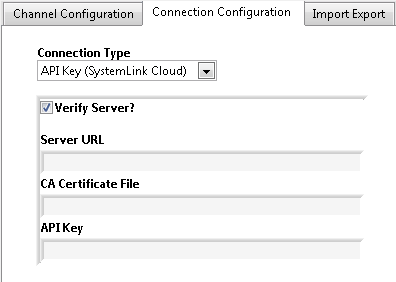 Channel Configuration
Connection Configuration
Import Export
Connection Type
API Key (SystemLink Cloud)
Verify Server?
Server URL
CA Certificate File
API Key